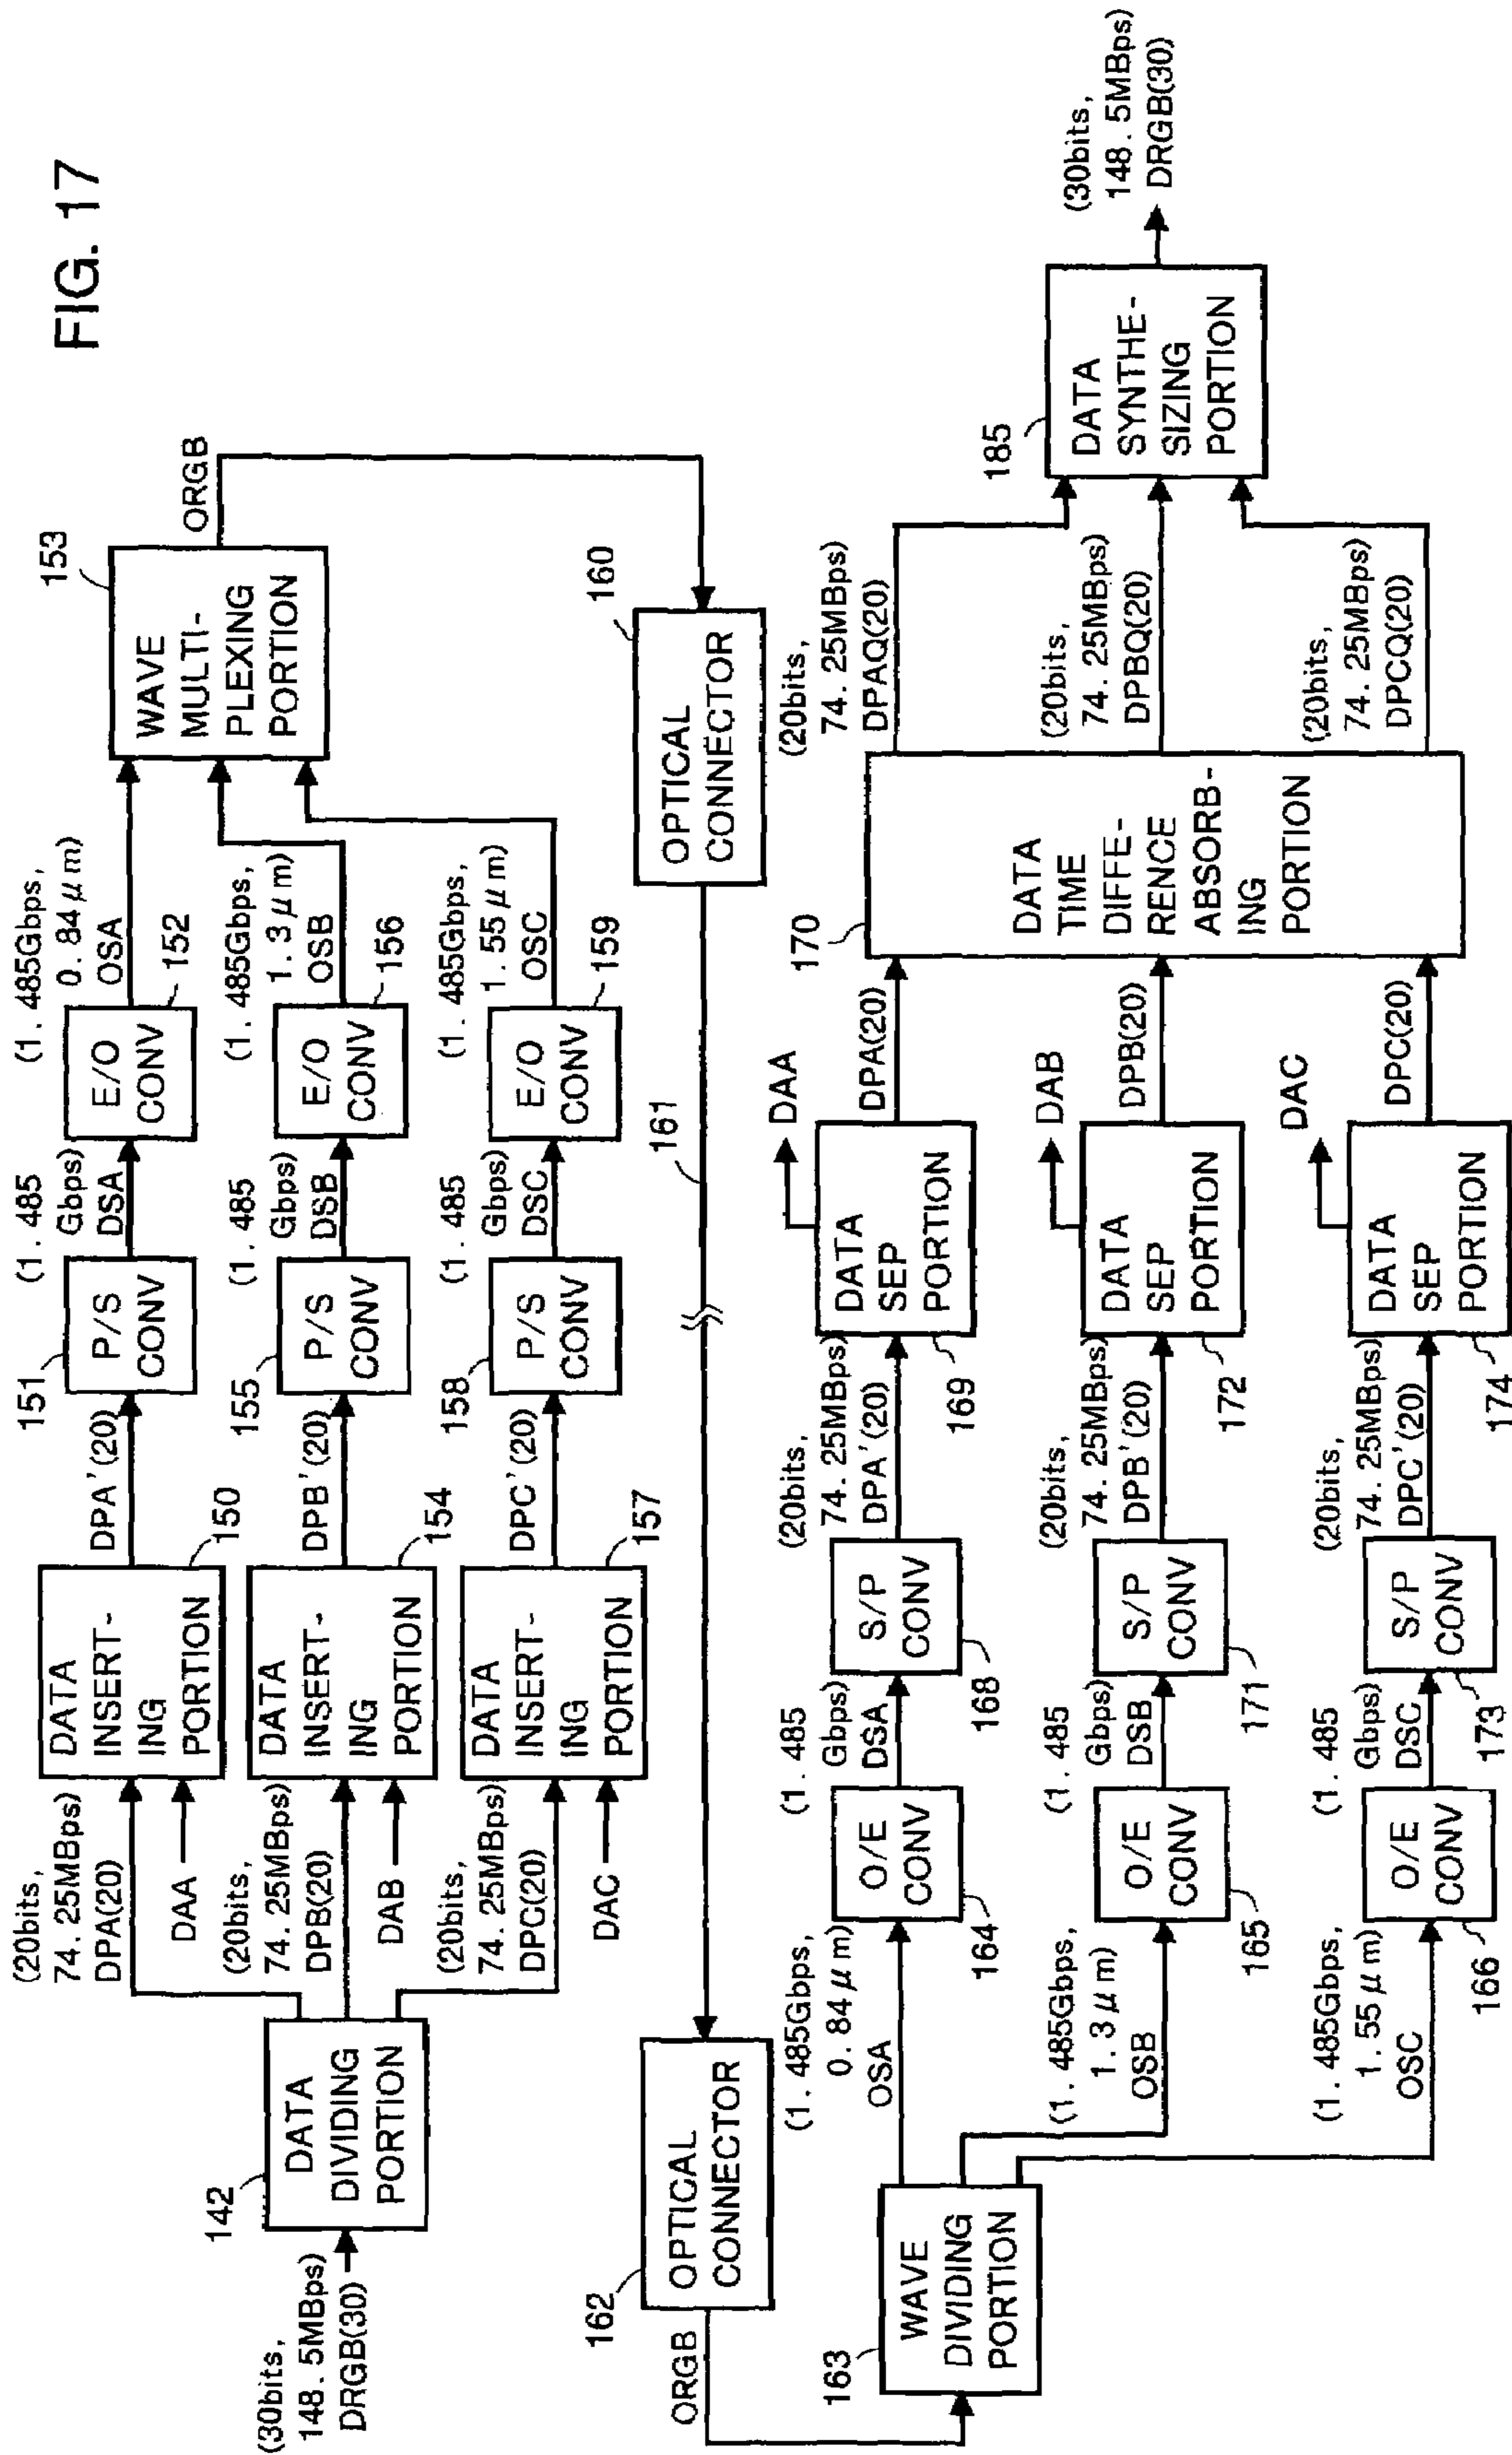 FIG. 17
(30bits,
148. 5MBps)
DRGB(30)
142
DATA
DIVIDING
PORTION
(20bits,
74. 25MBps)
DPA(20)
DAA
DATA
INSERT-
ING
PORTION
150
DPA'(20)
151
P/S
CONV
(1. 485
Gbps)
DSA
E/O
CONV
152
(1. 485Gbps,
0. 84μm)
OSA
(20bits,
74. 25MBps)
DPB(20)
DAB
DATA
INSERT-
ING
PORTION
154
DPB'(20)
155
P/S
CONV
(1. 485
Gbps)
DSB
E/O
CONV
156
(1. 485Gbps,
1. 3μm)
OSB
(20bits,
74. 25MBps)
DPC(20)
DAC
DATA
INSERT-
ING
PORTION
157
DPC'(20)
158
P/S
CONV
(1. 485
Gbps)
DSC
E/O
CONV
159
(1. 485Gbps,
1. 55μm)
OSC
153
WAVE
MULTI-
PLEXING
PORTION
ORGB
160
OPTICAL
CONNECTOR
161
162
OPTICAL
CONNECTOR
ORGB
163
WAVE
DIVIDING
PORTION
(1. 485Gbps,
0. 84μm)
OSA
164
O/E
CONV
(1. 485
Gbps)
DSA
168
S/P
CONV
(20bits,
74. 25MBps)
DPA'(20)
169
DATA
SEP
PORTION
DAA
DPA(20)
(1. 485Gbps,
1. 3μm)
OSB
165
O/E
CONV
(1. 485
Gbps)
DSB
171
S/P
CONV
(20bits,
74. 25MBps)
DPB'(20)
172
DATA
SEP
PORTION
DAB
DPB(20)
(1. 485Gbps,
1. 55μm)
OSC
166
O/E
CONV
(1. 485
Gbps)
DSC
173
S/P
CONV
(20bits,
74. 25MBps)
DPC'(20)
174
DATA
SEP
PORTION
DAC
DPC(20)
170
DATA
TIME
DIFFE-
RENCE
ABSORB-
ING
PORTION
(20bits,
74. 25MBps)
DPAQ(20)
(20bits,
74. 25MBps)
DPBQ(20)
(20bits,
74. 25MBps)
DPCQ(20)
185
DATA
SYNTHE-
SIZING
PORTION
(30bits,
148. 5MBps)
DRGB(30)